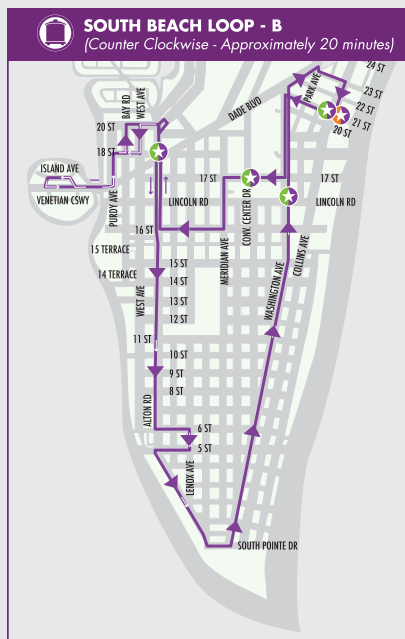 SOUTH BEACH LOOP - B
(Counter Clockwise - Approximately 20 minutes)
24 ST
PARK AVE
23 ST
BAY RD
WEST AVE
DADE BLVD
22 ST
21 ST
20 ST
20 ST
18 ST
ISLAND AVE
17 ST
17 ST
CONV. CENTER DR
VENETIAN CSWY
PURDY AVE
LINCOLN RD
LINCOLN RD
16 ST
MERIDIAN AVE
COLLINS AVE
15 TERRACE
15 ST
14 TERRACE
14 ST
WASHINGTON AVE
WEST AVE
13 ST
12 ST
11 ST
10 ST
9 ST
8 ST
ALTON RD
6 ST
5 ST
LENOX AVE
SOUTH POINTE DR